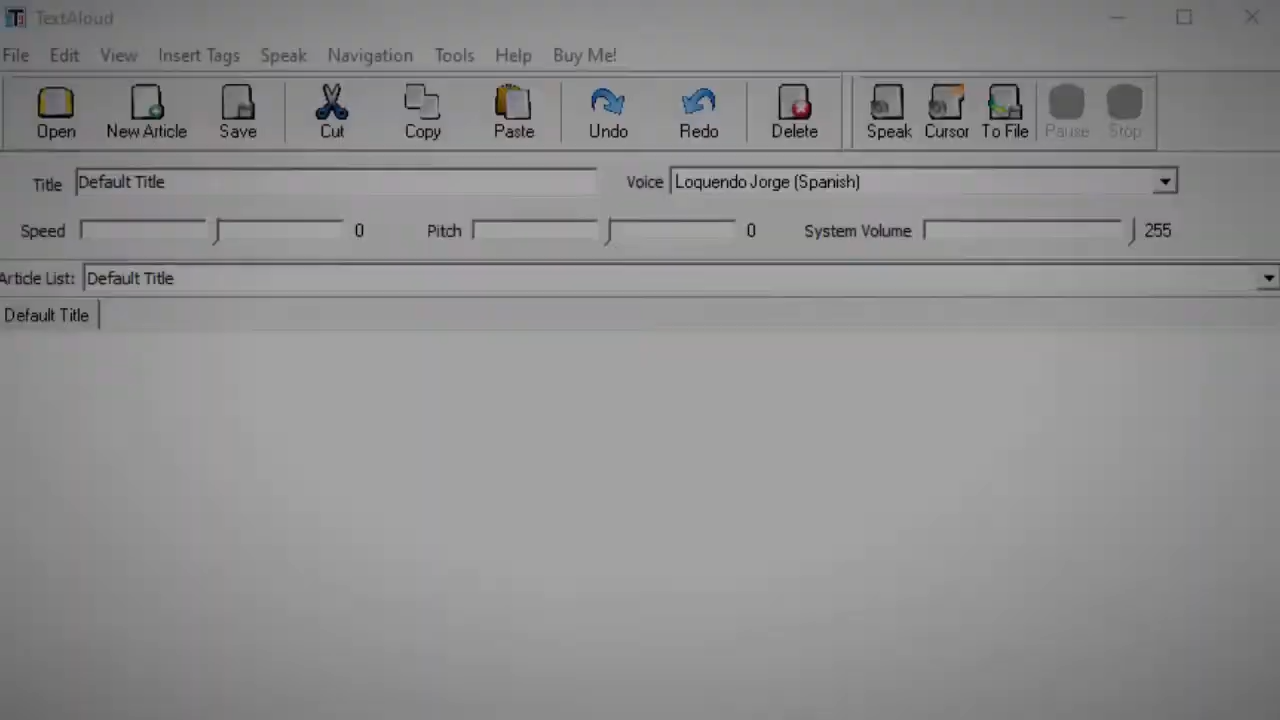 TextAloud
File Edit View Insert Tags Speak Navigation Tools Help Buy Me!
Open New Article Save Cut Copy Paste Undo Redo Delete Speak Cursor To File Pause Stop
Title Default Title Voice Loquendo Jorge (Spanish)
Speed 0 Pitch 0 System Volume 255
Article List: Default Title
Default Title